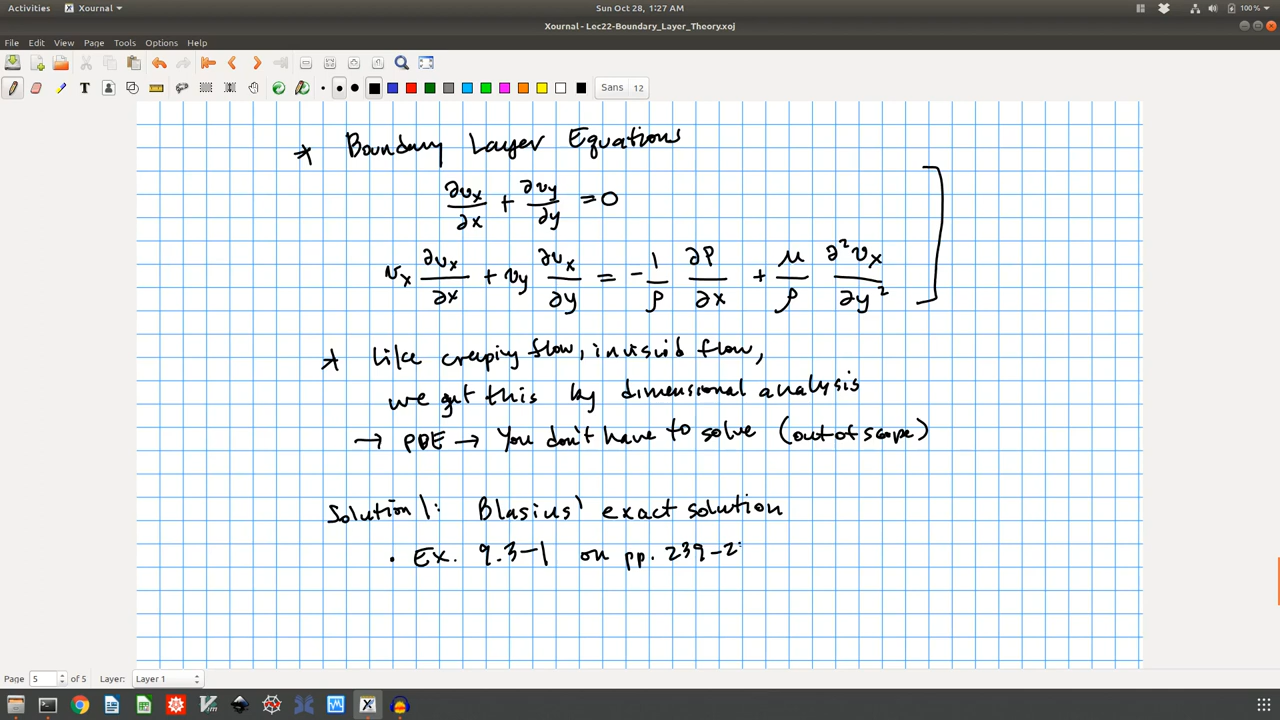 Activities Xournal Sun Oct 28, 1:27 AM 100 %
Xournal - Lec22-Boundary_Layer_Theory.xoj
File Edit View Page Tools Options Help
Sans 12
* Boundary Layer Equations
∂vx/∂x + ∂vy/∂y = 0
vx ∂vx/∂x + vy ∂vx/∂y = -1/ρ ∂P/∂x + μ/ρ ∂²vx/∂y²
* Like creeping flow, inviscid flow,
we get this by dimensional analysis
→ PDE → You don't have to solve (out of scope)
Solution 1: Blasius' exact solution
• Ex. 9.3-1 on pp. 239-2
Page 5 of 5 Layer: Layer 1